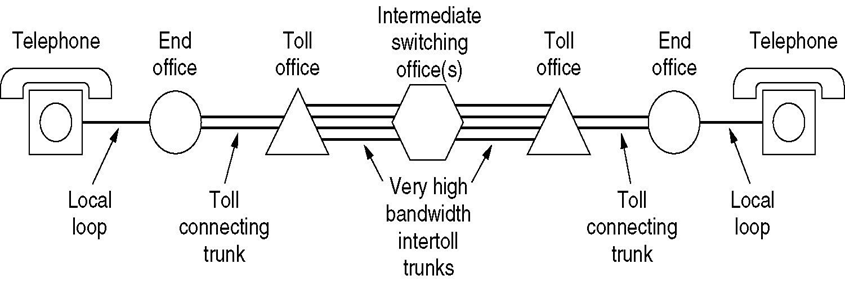 Telephone
End
office
Toll
office
Intermediate
switching
office(s)
Toll
office
End
office
Telephone
Local
loop
Toll
connecting
trunk
Very high
bandwidth
intertoll
trunks
Toll
connecting
trunk
Local
loop